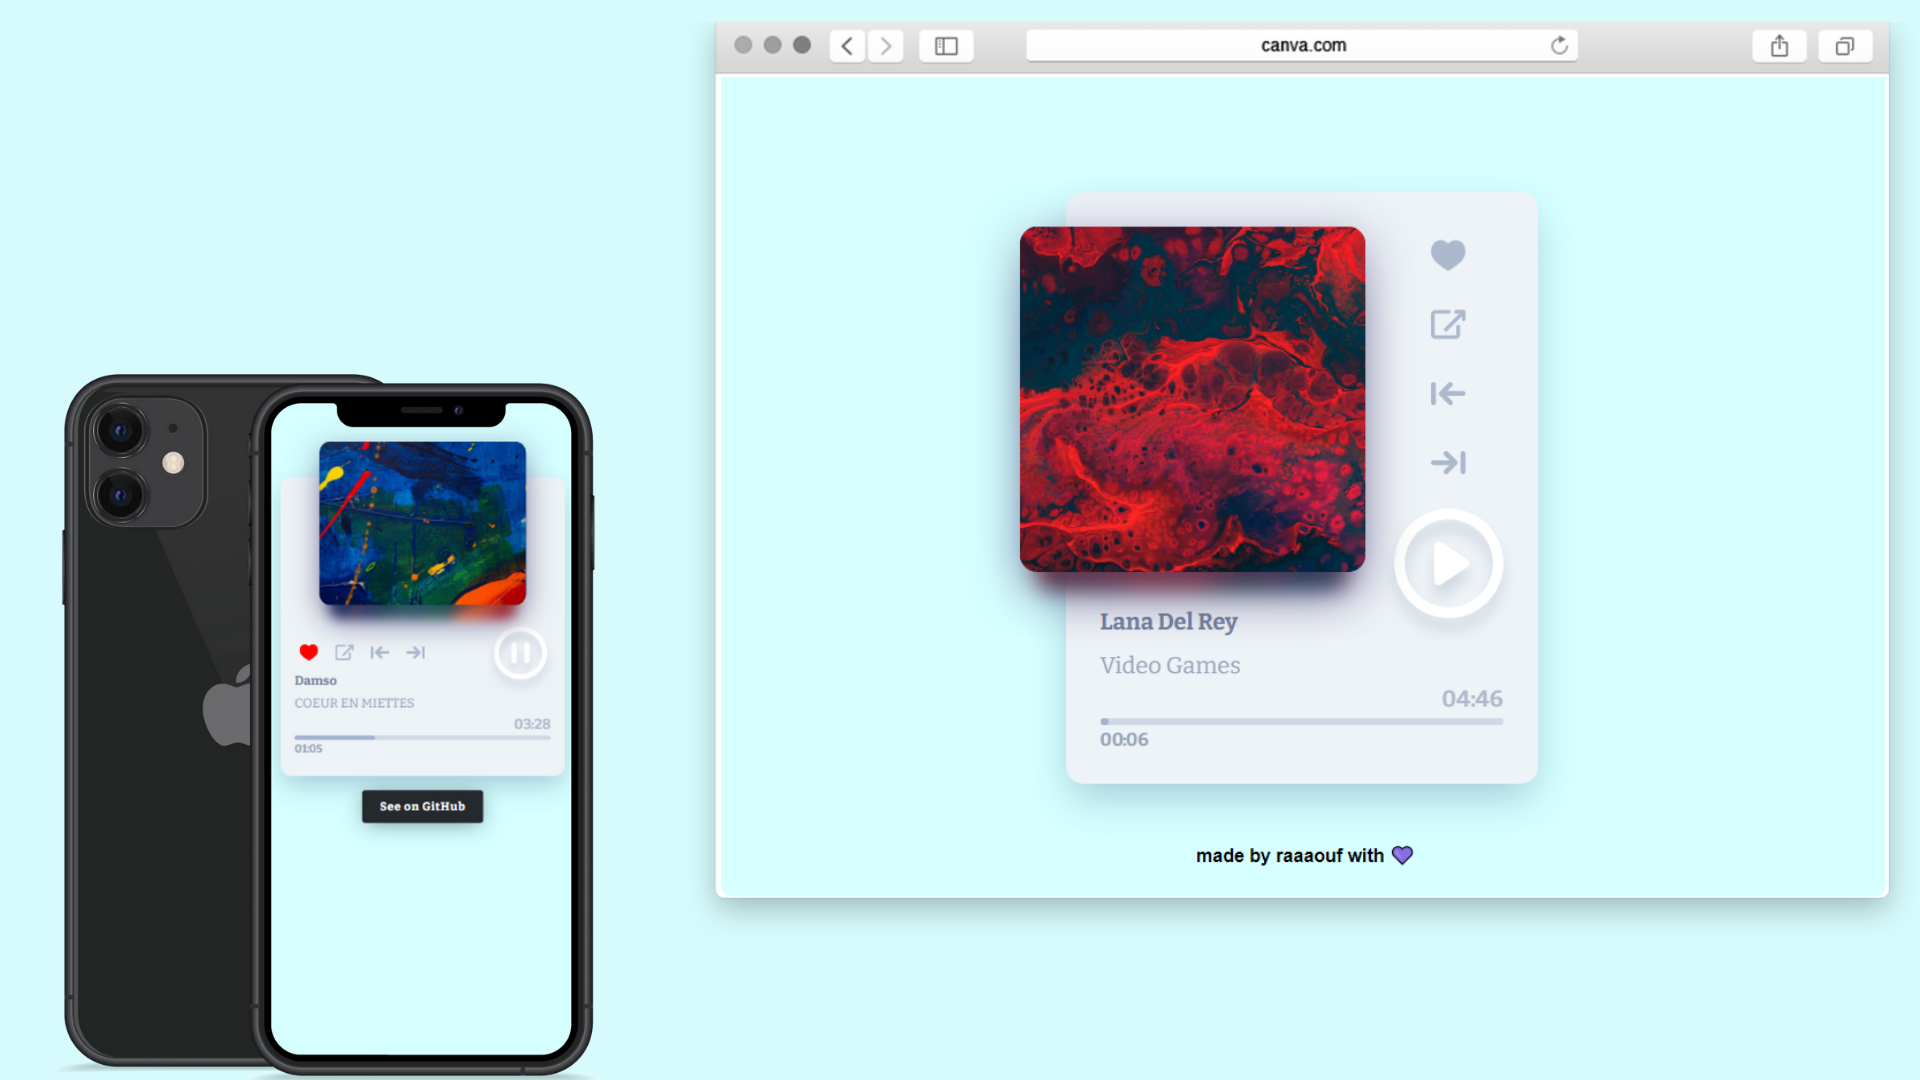 canva.com
Lana Del Rey
Video Games
04:46
00:06
made by raaaouf with
Damso
COEUR EN MIETTES
03:28
01:05
See on GitHub